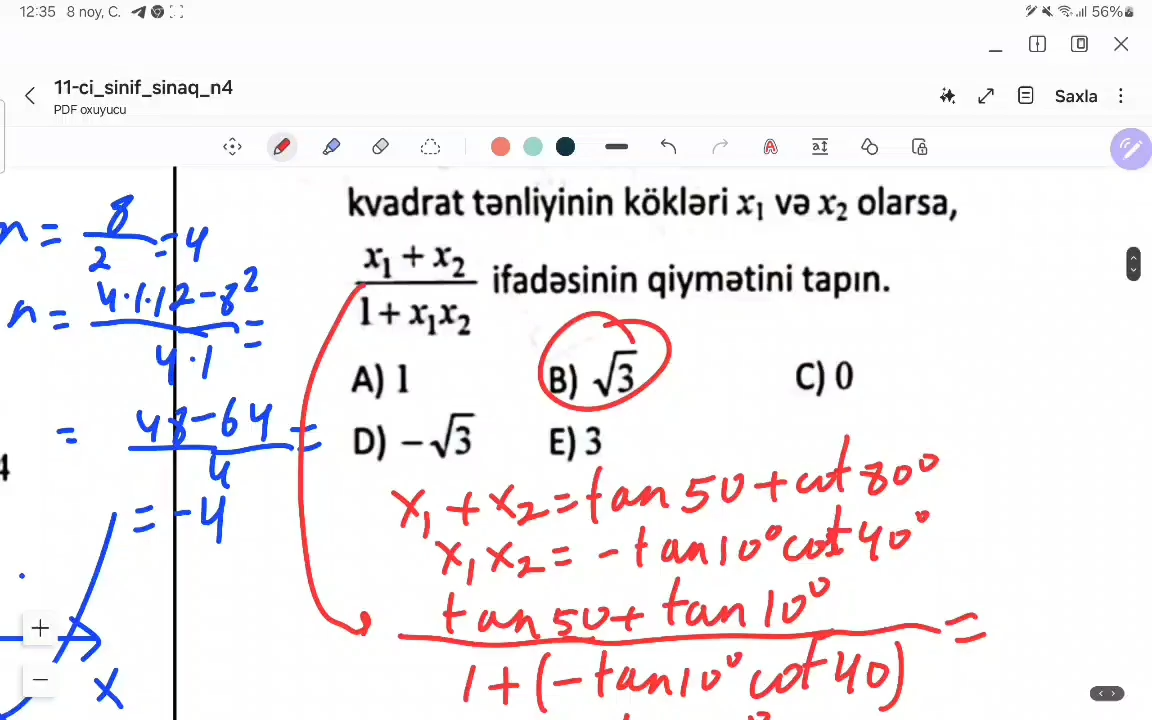 12:35 8 noy, C. 56%
11-ci_sinif_sinaq_n4
PDF oxuyucu
Saxla
n = 8/2 = 4
n = (4·1·12-8²)/(4·1) =
= (48-64)/4 =
= -4
x
4
kvadrat tənliyinin kökləri x₁ və x₂ olarsa,
(x₁ + x₂)/(1 + x₁x₂) ifadəsinin qiymətini tapın.
A) 1 B) √3 C) 0
D) −√3 E) 3
x₁ + x₂ = tan 50 + cot 80°
x₁ x₂ = - tan 10° cot 40°
(tan 50 + tan 10°)/(1 + (- tan 10° cot 40)) =